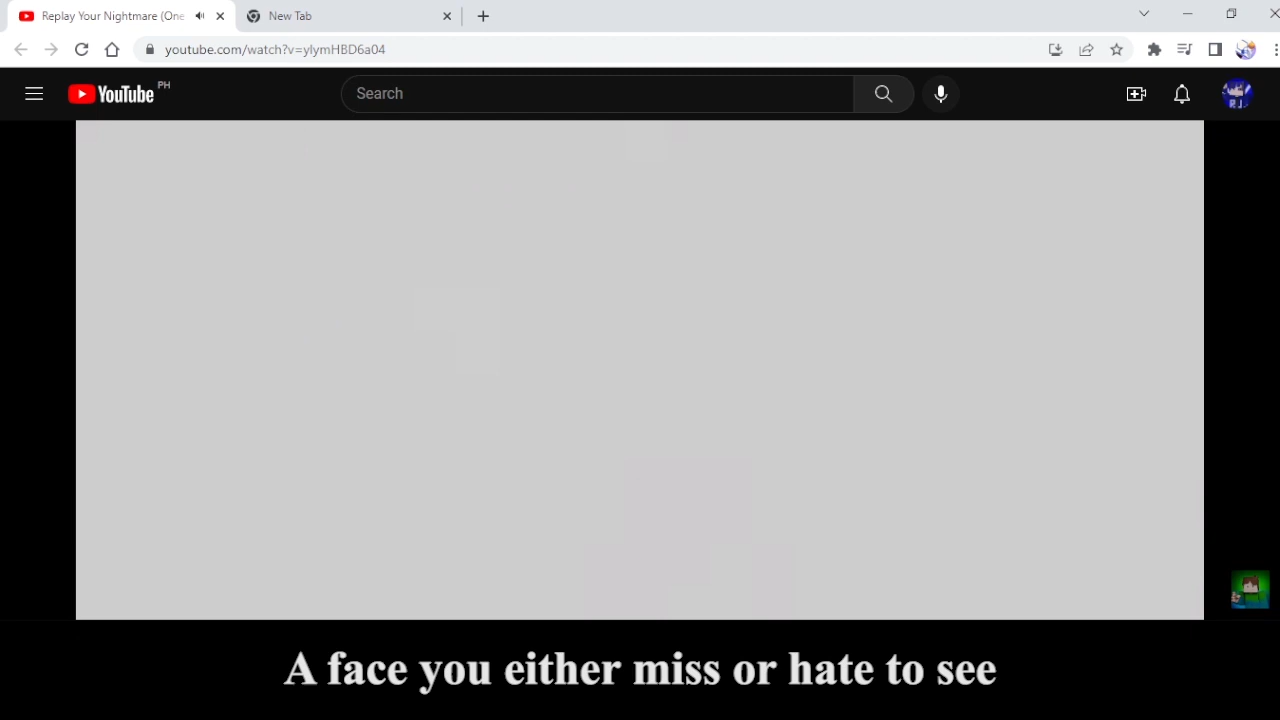 Replay Your Nightmare (One
New Tab
youtube.com/watch?v=ylymHBD6a04
YouTube PH
Search
R.J.
A face you either miss or hate to see